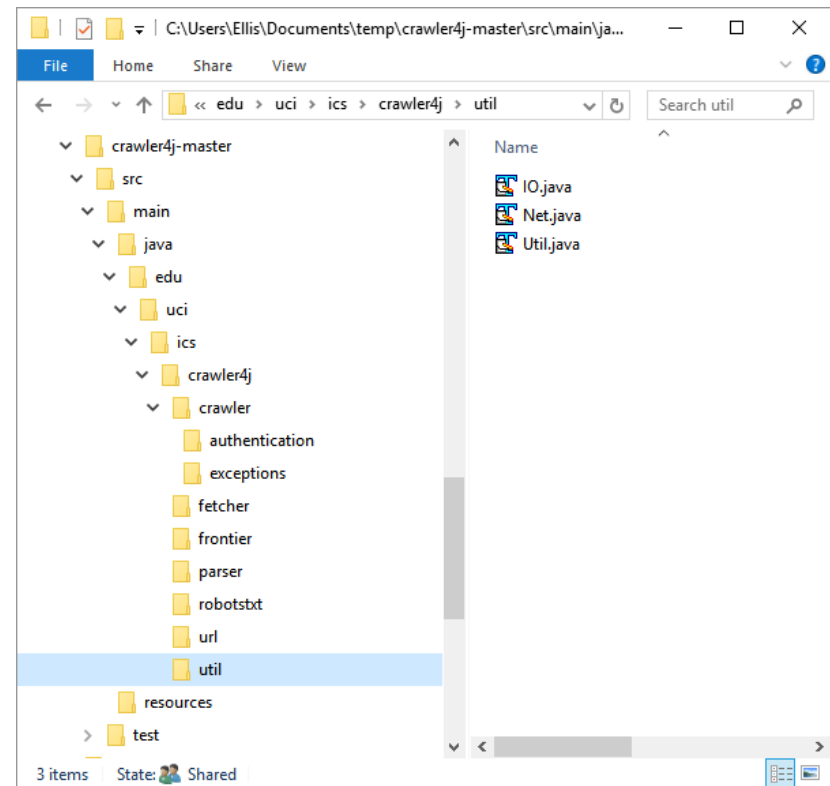 C:\Users\Ellis\Documents\temp\crawler4j-master\src\main\ja...
File Home Share View
« edu > uci > ics > crawler4j > util Search util
crawler4j-master
src
main
java
edu
uci
ics
crawler4j
crawler
authentication
exceptions
fetcher
frontier
parser
robotstxt
url
util
resources
test
Name
IO.java
Net.java
Util.java
3 items State: Shared